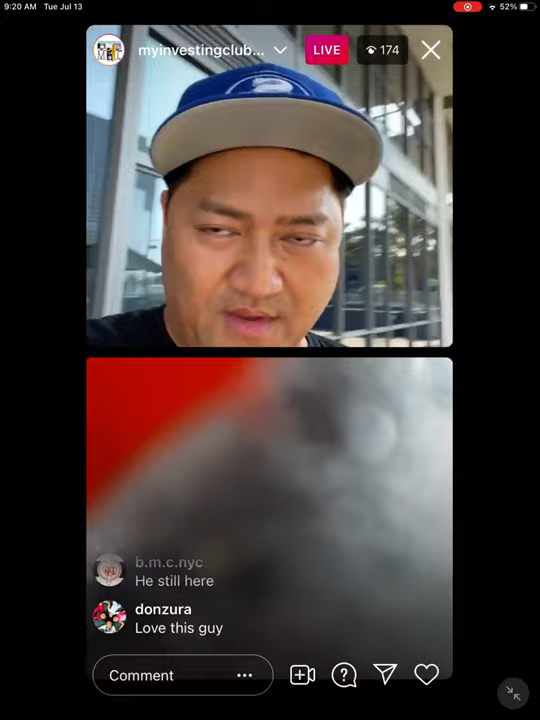 9:20 AM Tue Jul 13
52%
myinvestingclub...
LIVE
174
b.m.c.nyc
He still here
donzura
Love this guy
Comment